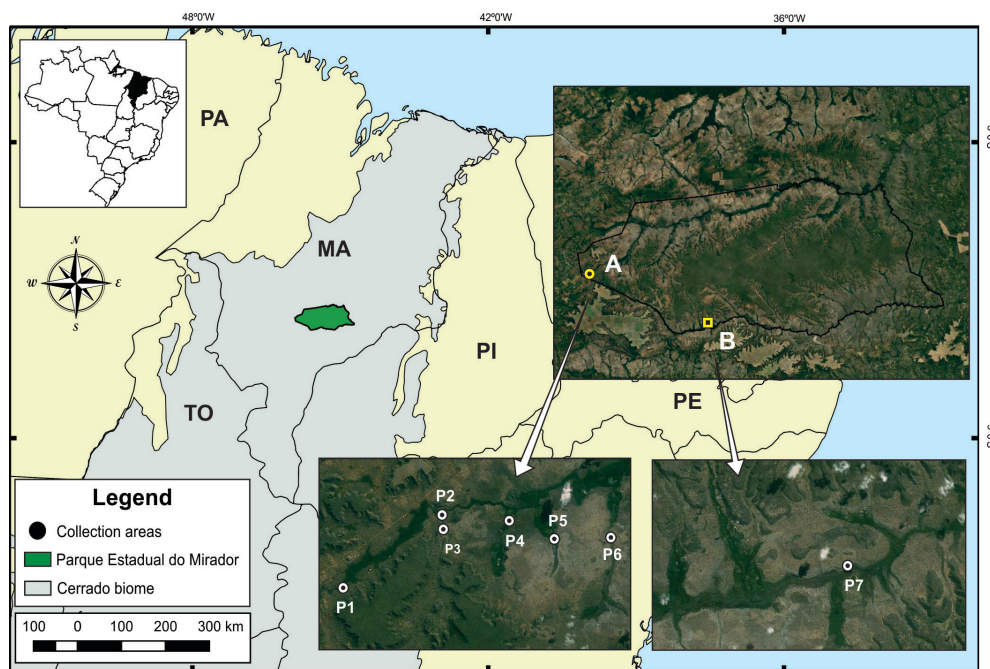 48°0'W 42°0'W 36°0'W
PA
MA
PI
TO
PE
N
W E
S
A
B
P2
P3
P4
P5
P6
P1
P7
Legend
Collection areas
Parque Estadual do Mirador
Cerrado biome
100 0 100 200 300 km